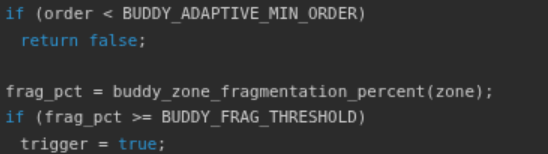 if (order < BUDDY_ADAPTIVE_MIN_ORDER)
return false;
frag_pct = buddy_zone_fragmentation_percent(zone);
if (frag_pct >= BUDDY_FRAG_THRESHOLD)
trigger = true;